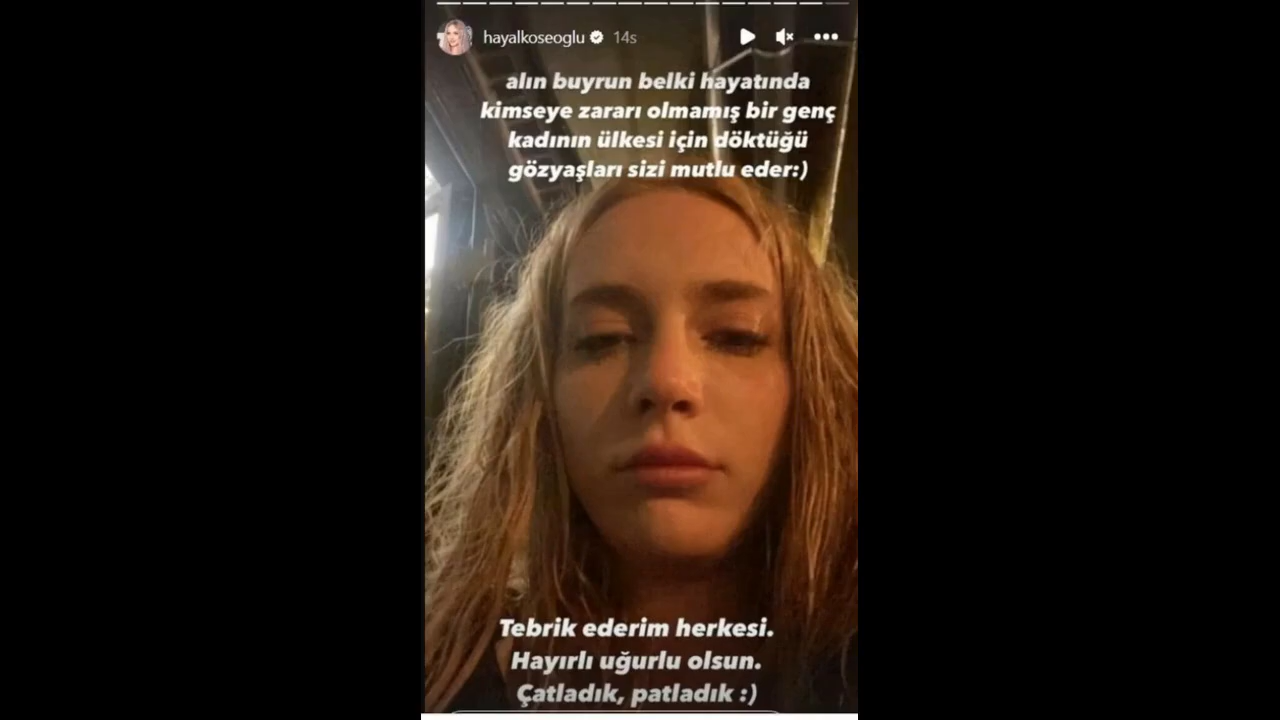 hayalkoseoglu 14s
alın buyrun belki hayatında
kimseye zararı olmamış bir genç
kadının ülkesi için döktüğü
gözyaşları sizi mutlu eder:)
Tebrik ederim herkesi.
Hayırlı uğurlu olsun.
Çatladık, patladık :)